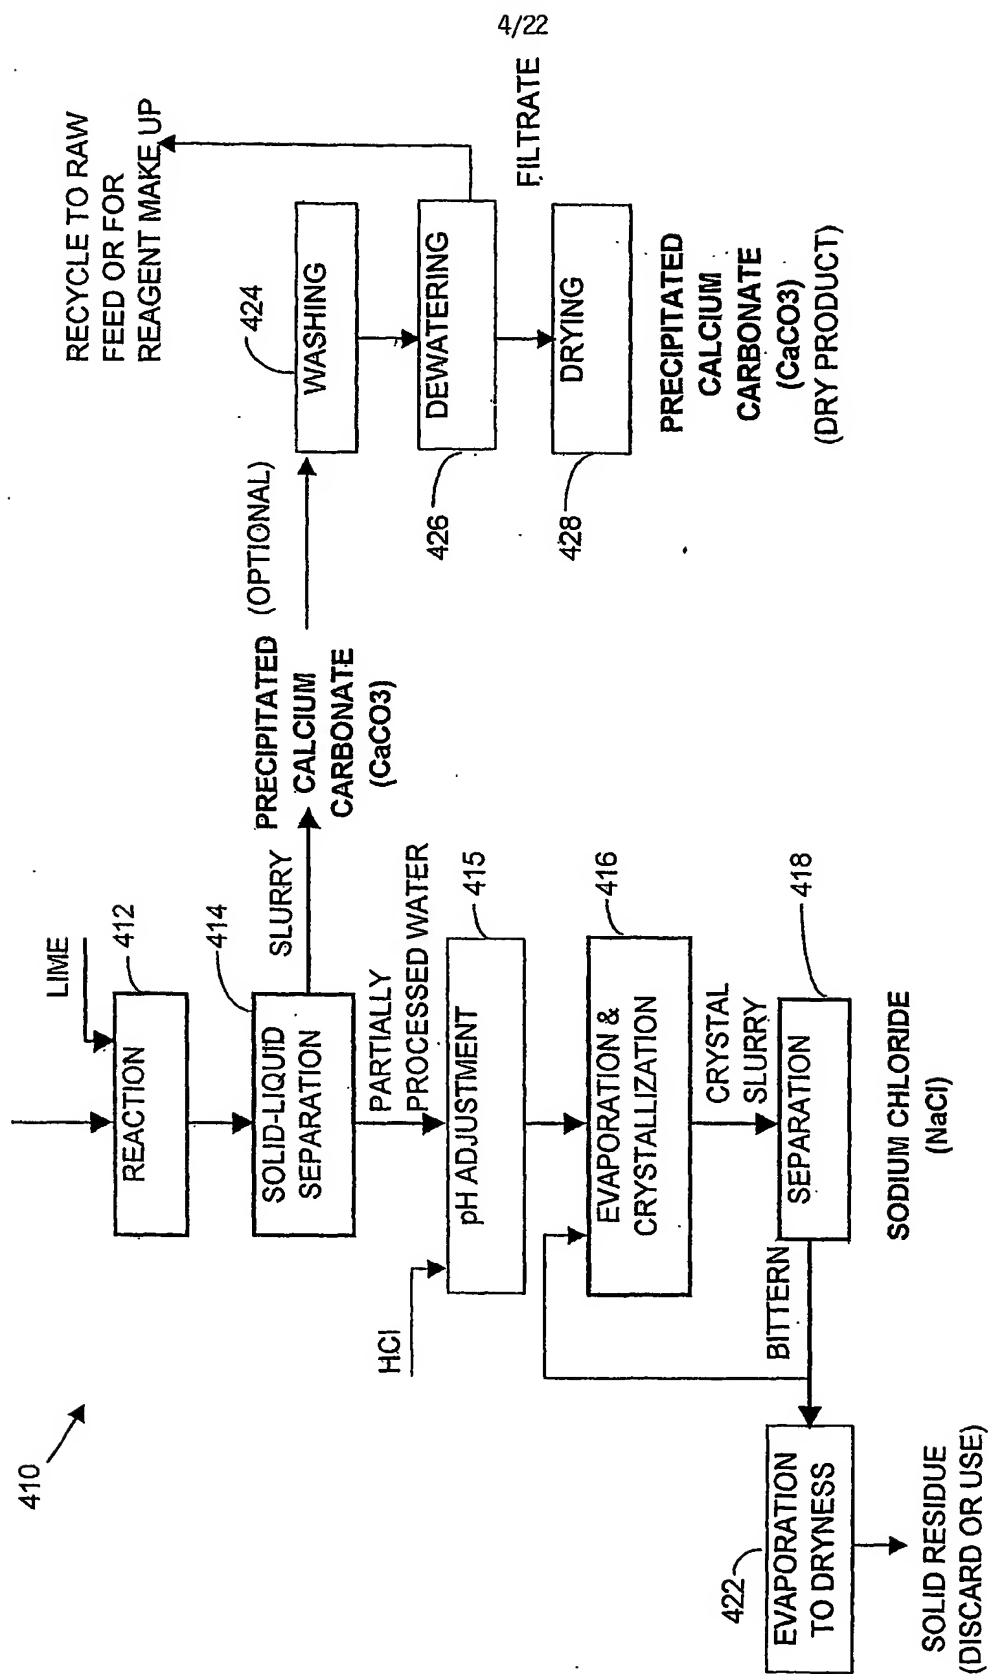 4/22
410
LIME
412
REACTION
414
SOLID-LIQUID
SEPARATION
SLURRY
PRECIPITATED
CALCIUM
CARBONATE
(CaCO3)
(OPTIONAL)
424
WASHING
RECYCLE TO RAW
FEED OR FOR
REAGENT MAKE UP
426
DEWATERING
FILTRATE
428
DRYING
PRECIPITATED
CALCIUM
CARBONATE
(CaCO3)
(DRY PRODUCT)
PARTIALLY
PROCESSED WATER
HCl
415
pH ADJUSTMENT
416
EVAPORATION &
CRYSTALLIZATION
CRYSTAL
SLURRY
418
SEPARATION
SODIUM CHLORIDE
(NaCl)
BITTERN
422
EVAPORATION
TO DRYNESS
SOLID RESIDUE
(DISCARD OR USE)